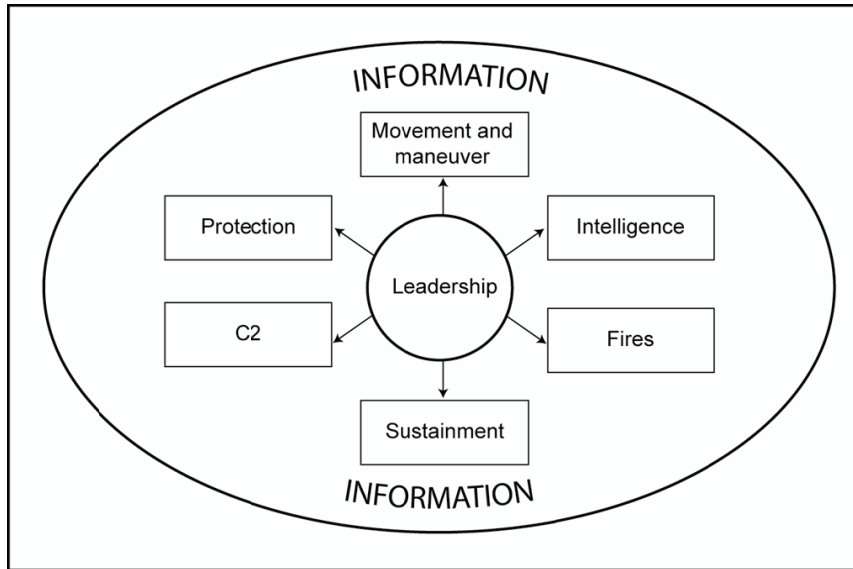 INFORMATION
Movement and
maneuver
Protection
Intelligence
Leadership
C2
Fires
Sustainment
INFORMATION